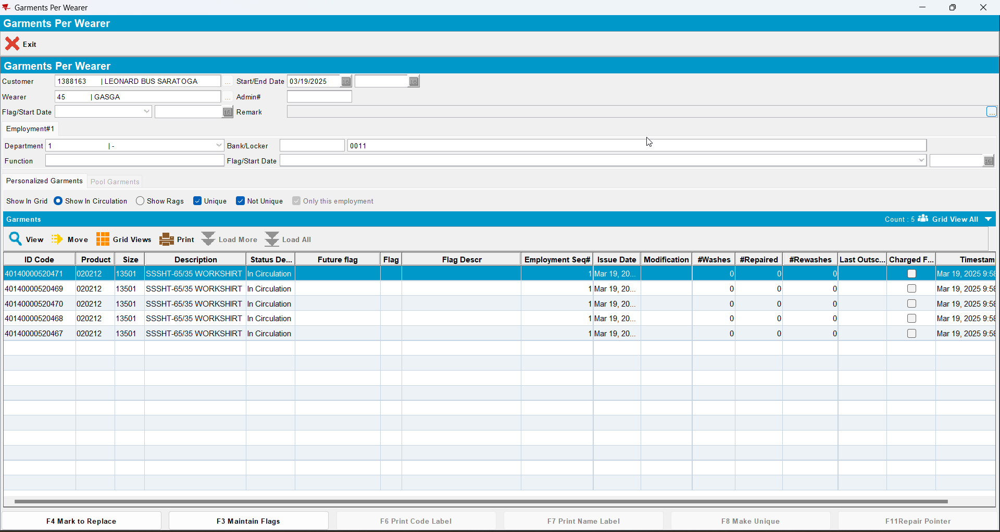 Garments Per Wearer
Garments Per Wearer
Exit
Garments Per Wearer
Customer 1388163 | LEONARD BUS SARATOGA ... Start/End Date 03/19/2025 16 16
Wearer 45 | GASGA ... Admin#
Flag/Start Date 16 Remark ...
Employment#1
Department 1 | - Bank/Locker 0011
Function Flag/Start Date 16
Personalized Garments Pool Garments
Show In Grid Show In Circulation Show Rags Unique Not Unique Only this employment
Garments Count : 5 Grid View All
View Move Grid Views Print Load More Load All
ID Code Product Size Description Status De... Future flag Flag Flag Descr Employment Seq# Issue Date Modification #Washes #Repaired #Rewashes Last Outsc... Charged F... Timestam
40140000520471 020212 13501 SSSHT-65/35 WORKSHIRT In Circulation 1 Mar 19, 20... 0 0 0 Mar 19, 2025 9:58
40140000520469 020212 13501 SSSHT-65/35 WORKSHIRT In Circulation 1 Mar 19, 20... 0 0 0 Mar 19, 2025 9:58
40140000520470 020212 13501 SSSHT-65/35 WORKSHIRT In Circulation 1 Mar 19, 20... 0 0 0 Mar 19, 2025 9:58
40140000520468 020212 13501 SSSHT-65/35 WORKSHIRT In Circulation 1 Mar 19, 20... 0 0 0 Mar 19, 2025 9:58
40140000520467 020212 13501 SSSHT-65/35 WORKSHIRT In Circulation 1 Mar 19, 20... 0 0 0 Mar 19, 2025 9:58
F4 Mark to Replace F3 Maintain Flags F6 Print Code Label F7 Print Name Label F8 Make Unique F11Repair Pointer